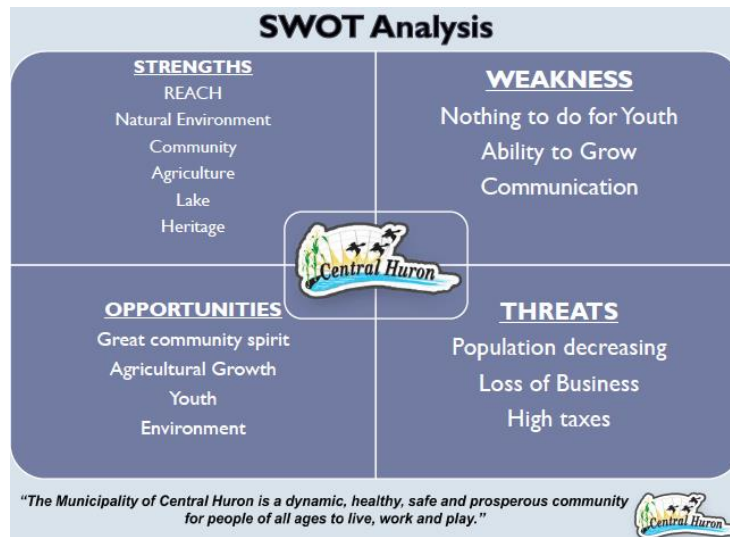 SWOT Analysis
STRENGTHS
REACH
Natural Environment
Community
Agriculture
Lake
Heritage
WEAKNESS
Nothing to do for Youth
Ability to Grow
Communication
Central Huron
OPPORTUNITIES
Great community spirit
Agricultural Growth
Youth
Environment
THREATS
Population decreasing
Loss of Business
High taxes
“The Municipality of Central Huron is a dynamic, healthy, safe and prosperous community
for people of all ages to live, work and play.”
Central Huron